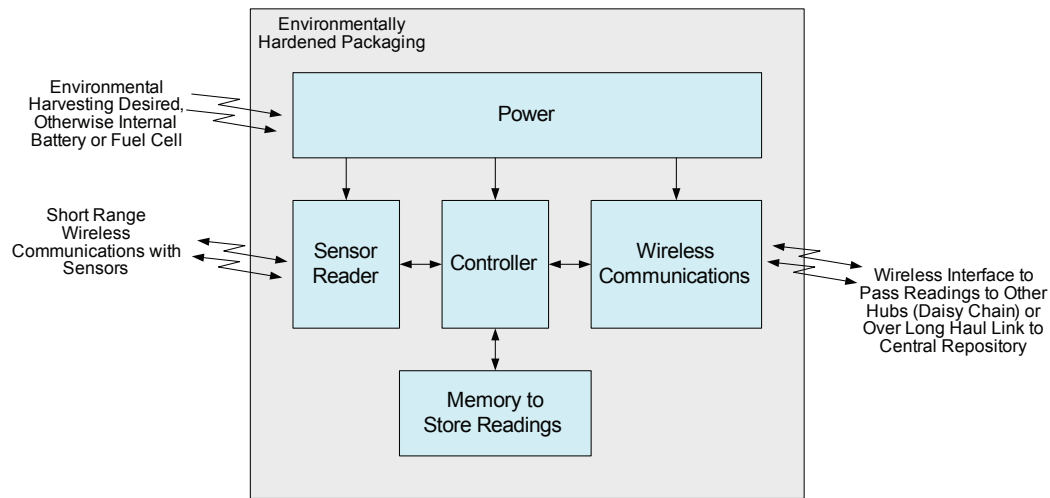 Environmentally
Hardened Packaging
Environmental
Harvesting Desired,
Otherwise Internal
Battery or Fuel Cell
Power
Short Range
Wireless
Communications with
Sensors
Sensor
Reader
Controller
Wireless
Communications
Wireless Interface to
Pass Readings to Other
Hubs (Daisy Chain) or
Over Long Haul Link to
Central Repository
Memory to
Store Readings